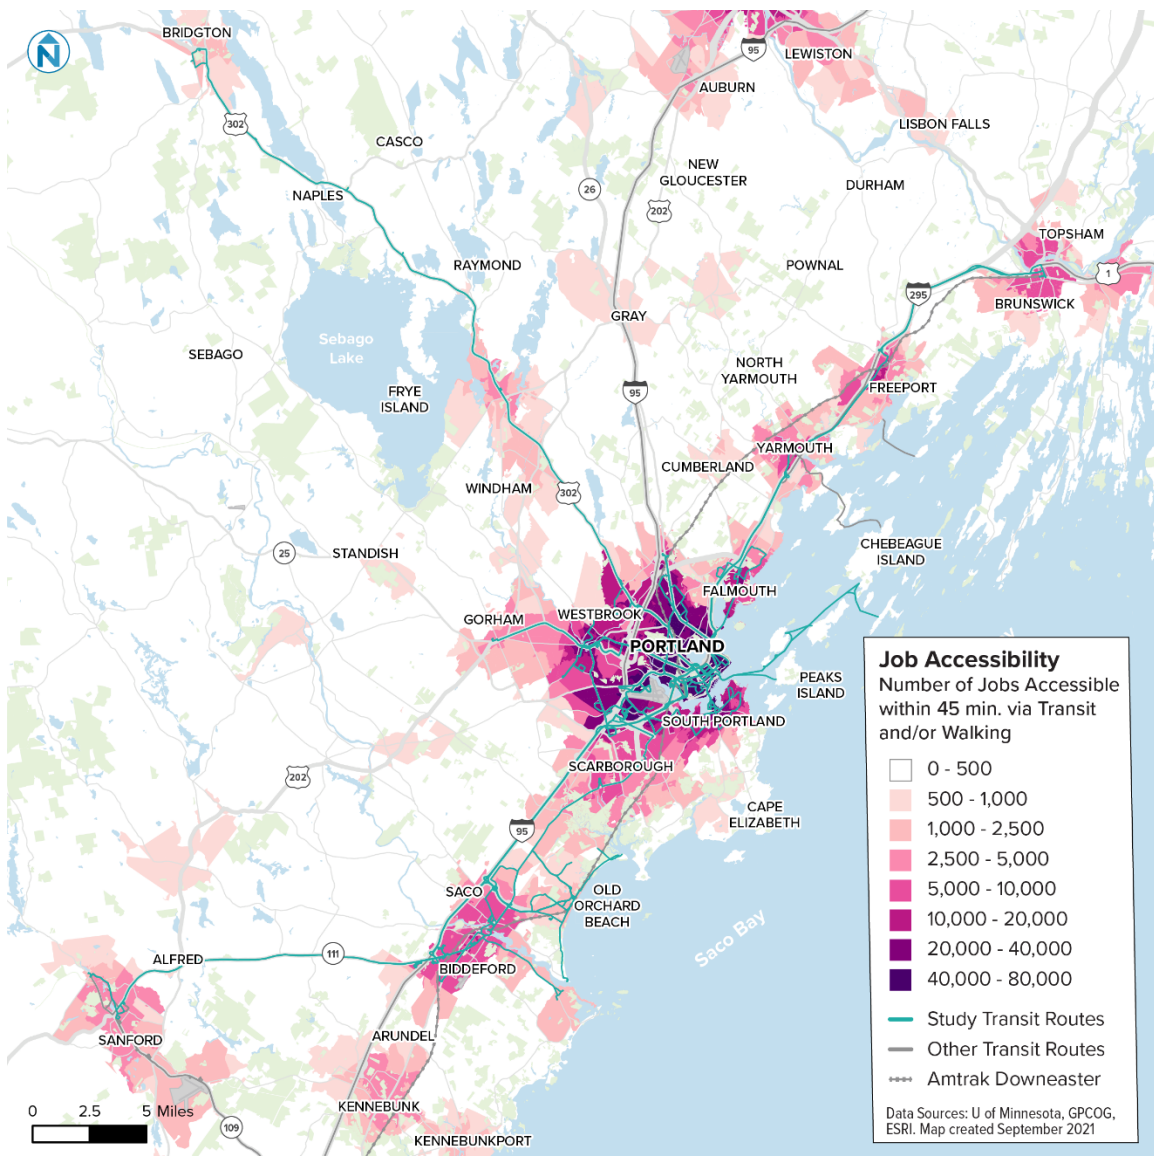 BRIDGTON
N
95
LEWISTON
AUBURN
302
LISBON FALLS
CASCO
NEW
GLOUCESTER
DURHAM
26
NAPLES
202
TOPSHAM
RAYMOND
POWNAL
1
295
BRUNSWICK
GRAY
Sebago
Lake
SEBAGO
NORTH
YARMOUTH
FREEPORT
FRYE
ISLAND
95
YARMOUTH
CUMBERLAND
WINDHAM
302
CHEBEAGUE
ISLAND
25
STANDISH
FALMOUTH
GORHAM
WESTBROOK
PORTLAND
PEAKS
ISLAND
SOUTH PORTLAND
SCARBOROUGH
202
CAPE
ELIZABETH
95
SACO
OLD
ORCHARD
BEACH
Saco Bay
111
ALFRED
BIDDEFORD
ARUNDEL
SANFORD
KENNEBUNK
109
KENNEBUNKPORT
0 2.5 5 Miles
Job Accessibility
Number of Jobs Accessible
within 45 min. via Transit
and/or Walking
0 - 500
500 - 1,000
1,000 - 2,500
2,500 - 5,000
5,000 - 10,000
10,000 - 20,000
20,000 - 40,000
40,000 - 80,000
Study Transit Routes
Other Transit Routes
Amtrak Downeaster
Data Sources: U of Minnesota, GPCOG,
ESRI. Map created September 2021